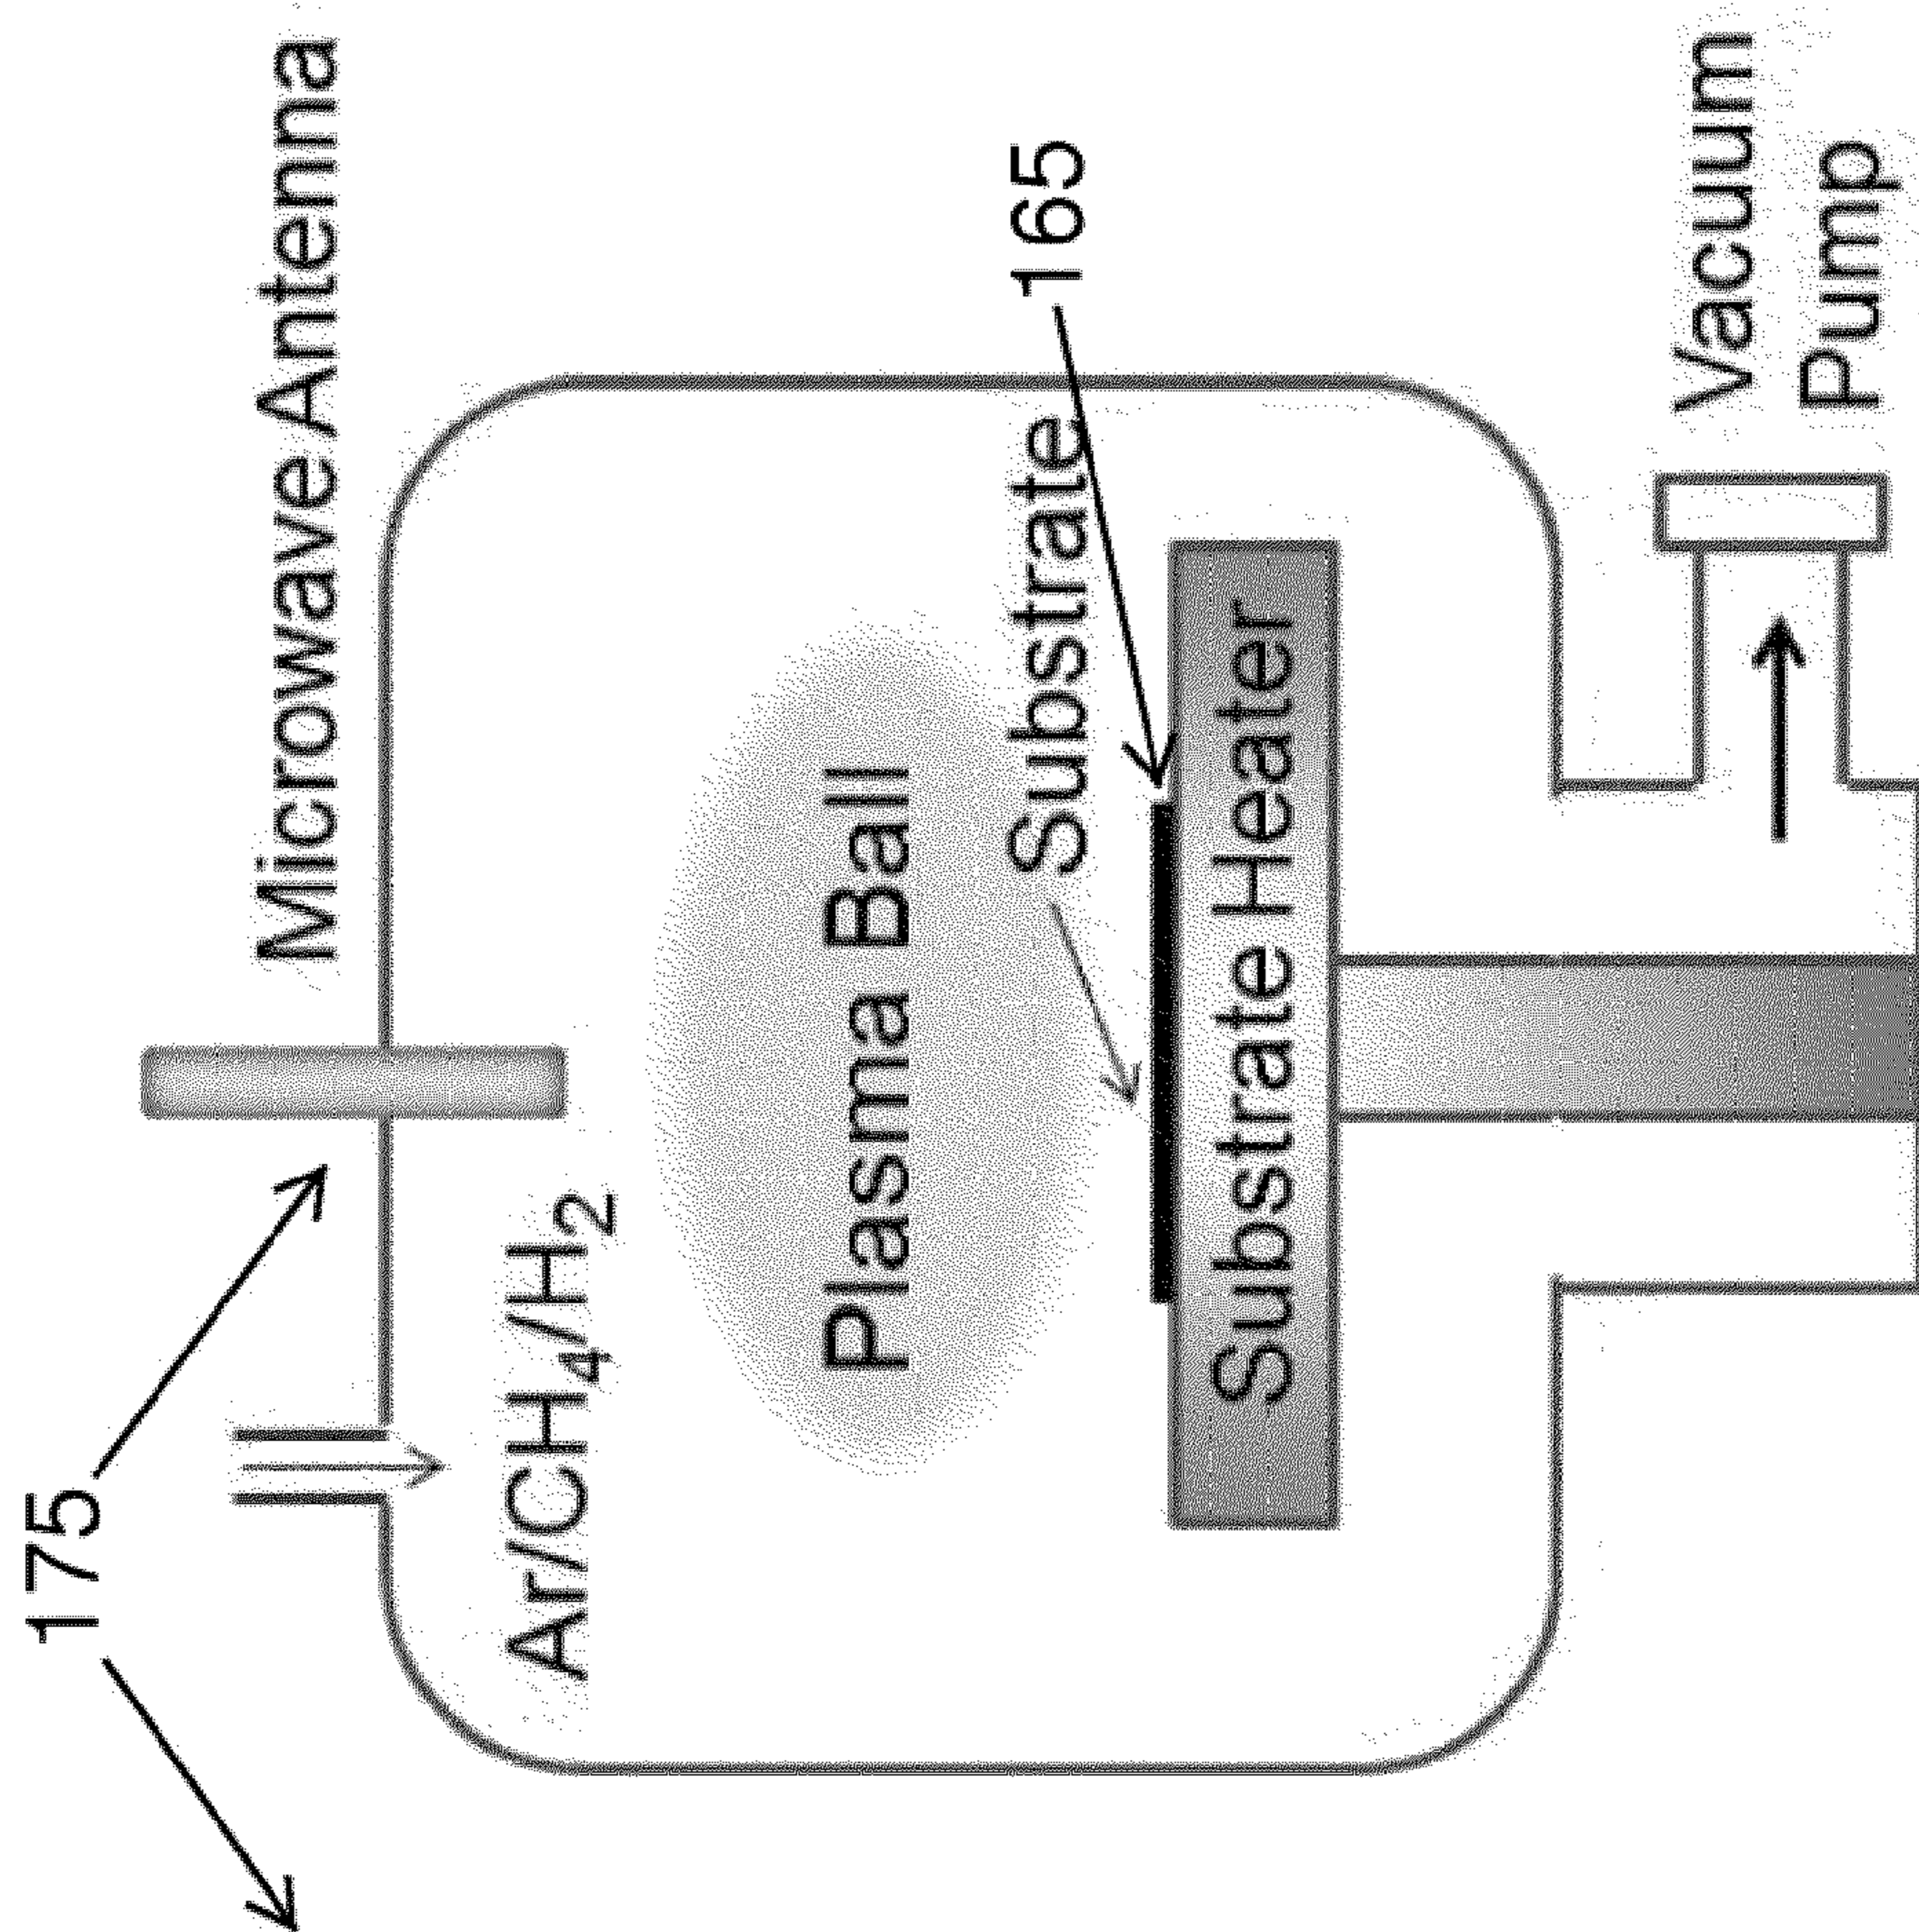 175
Microwave Antenna
Ar/CH4/H2
Plasma Ball
Substrate
165
Substrate Heater
Vacuum
Pump